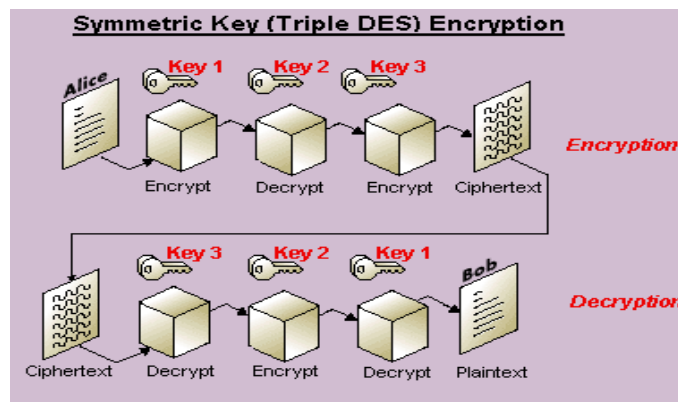 Symmetric Key (Triple DES) Encryption
Alice
Key 1 Key 2 Key 3
Encryption
Encrypt Decrypt Encrypt Ciphertext
Key 3 Key 2 Key 1
Bob
Decryption
Ciphertext Decrypt Encrypt Decrypt Plaintext